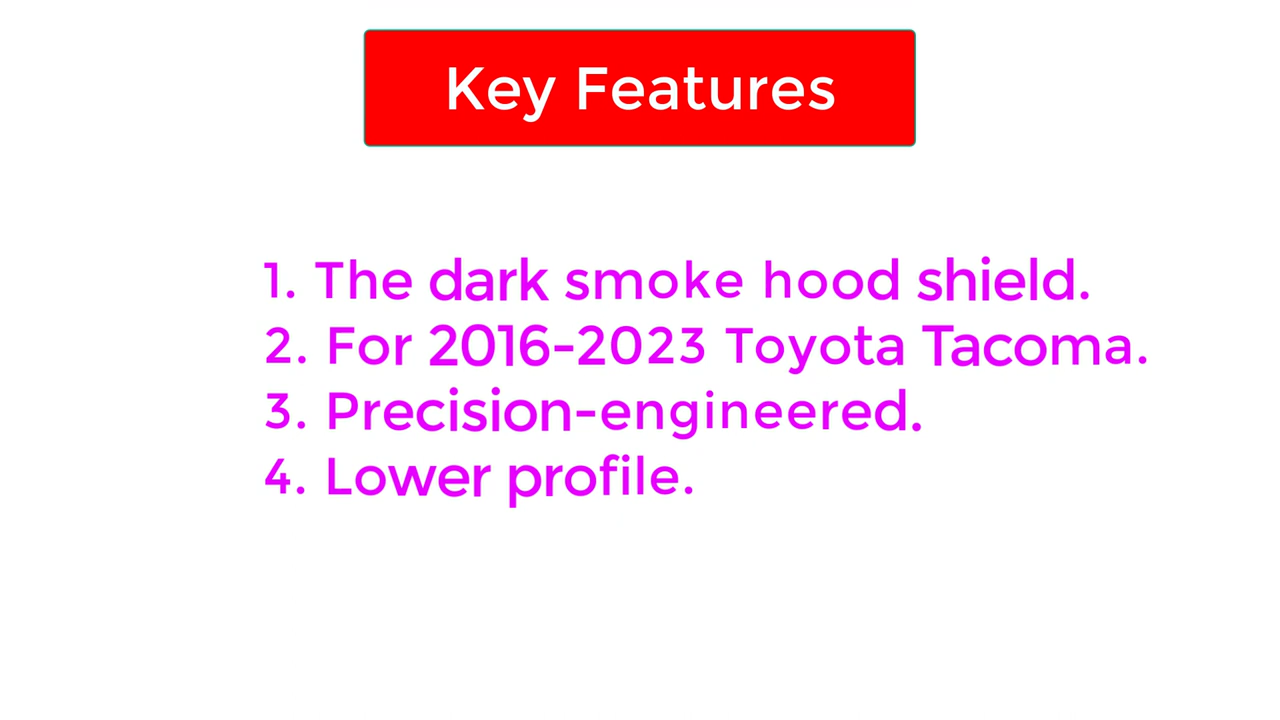 Key Features
1. The dark smoke hood shield.
2. For 2016-2023 Toyota Tacoma.
3. Precision-engineered.
4. Lower profile.